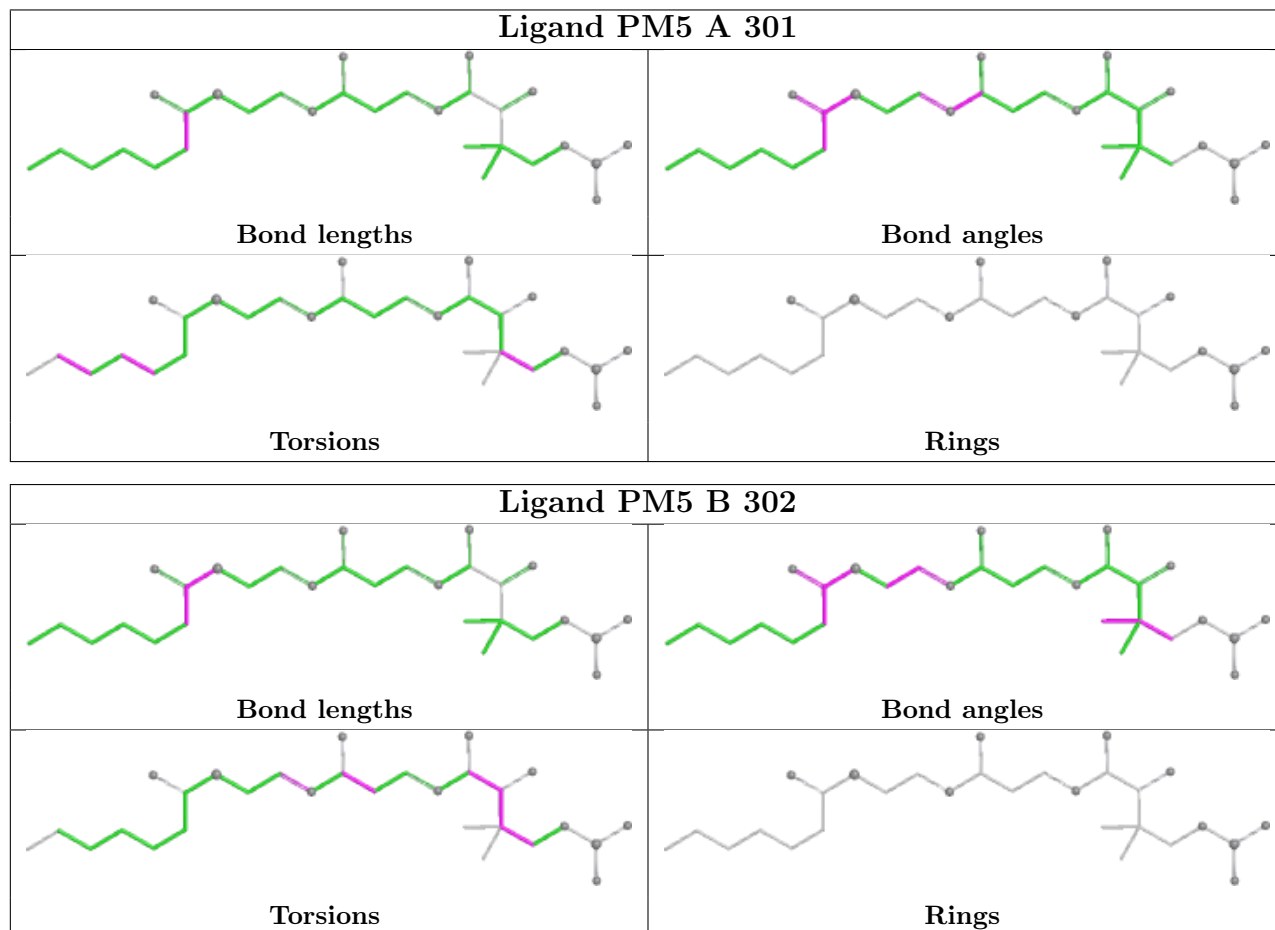 Ligand PM5 A 301
Bond lengths
Bond angles
Torsions
Rings
Ligand PM5 B 302
Bond lengths
Bond angles
Torsions
Rings